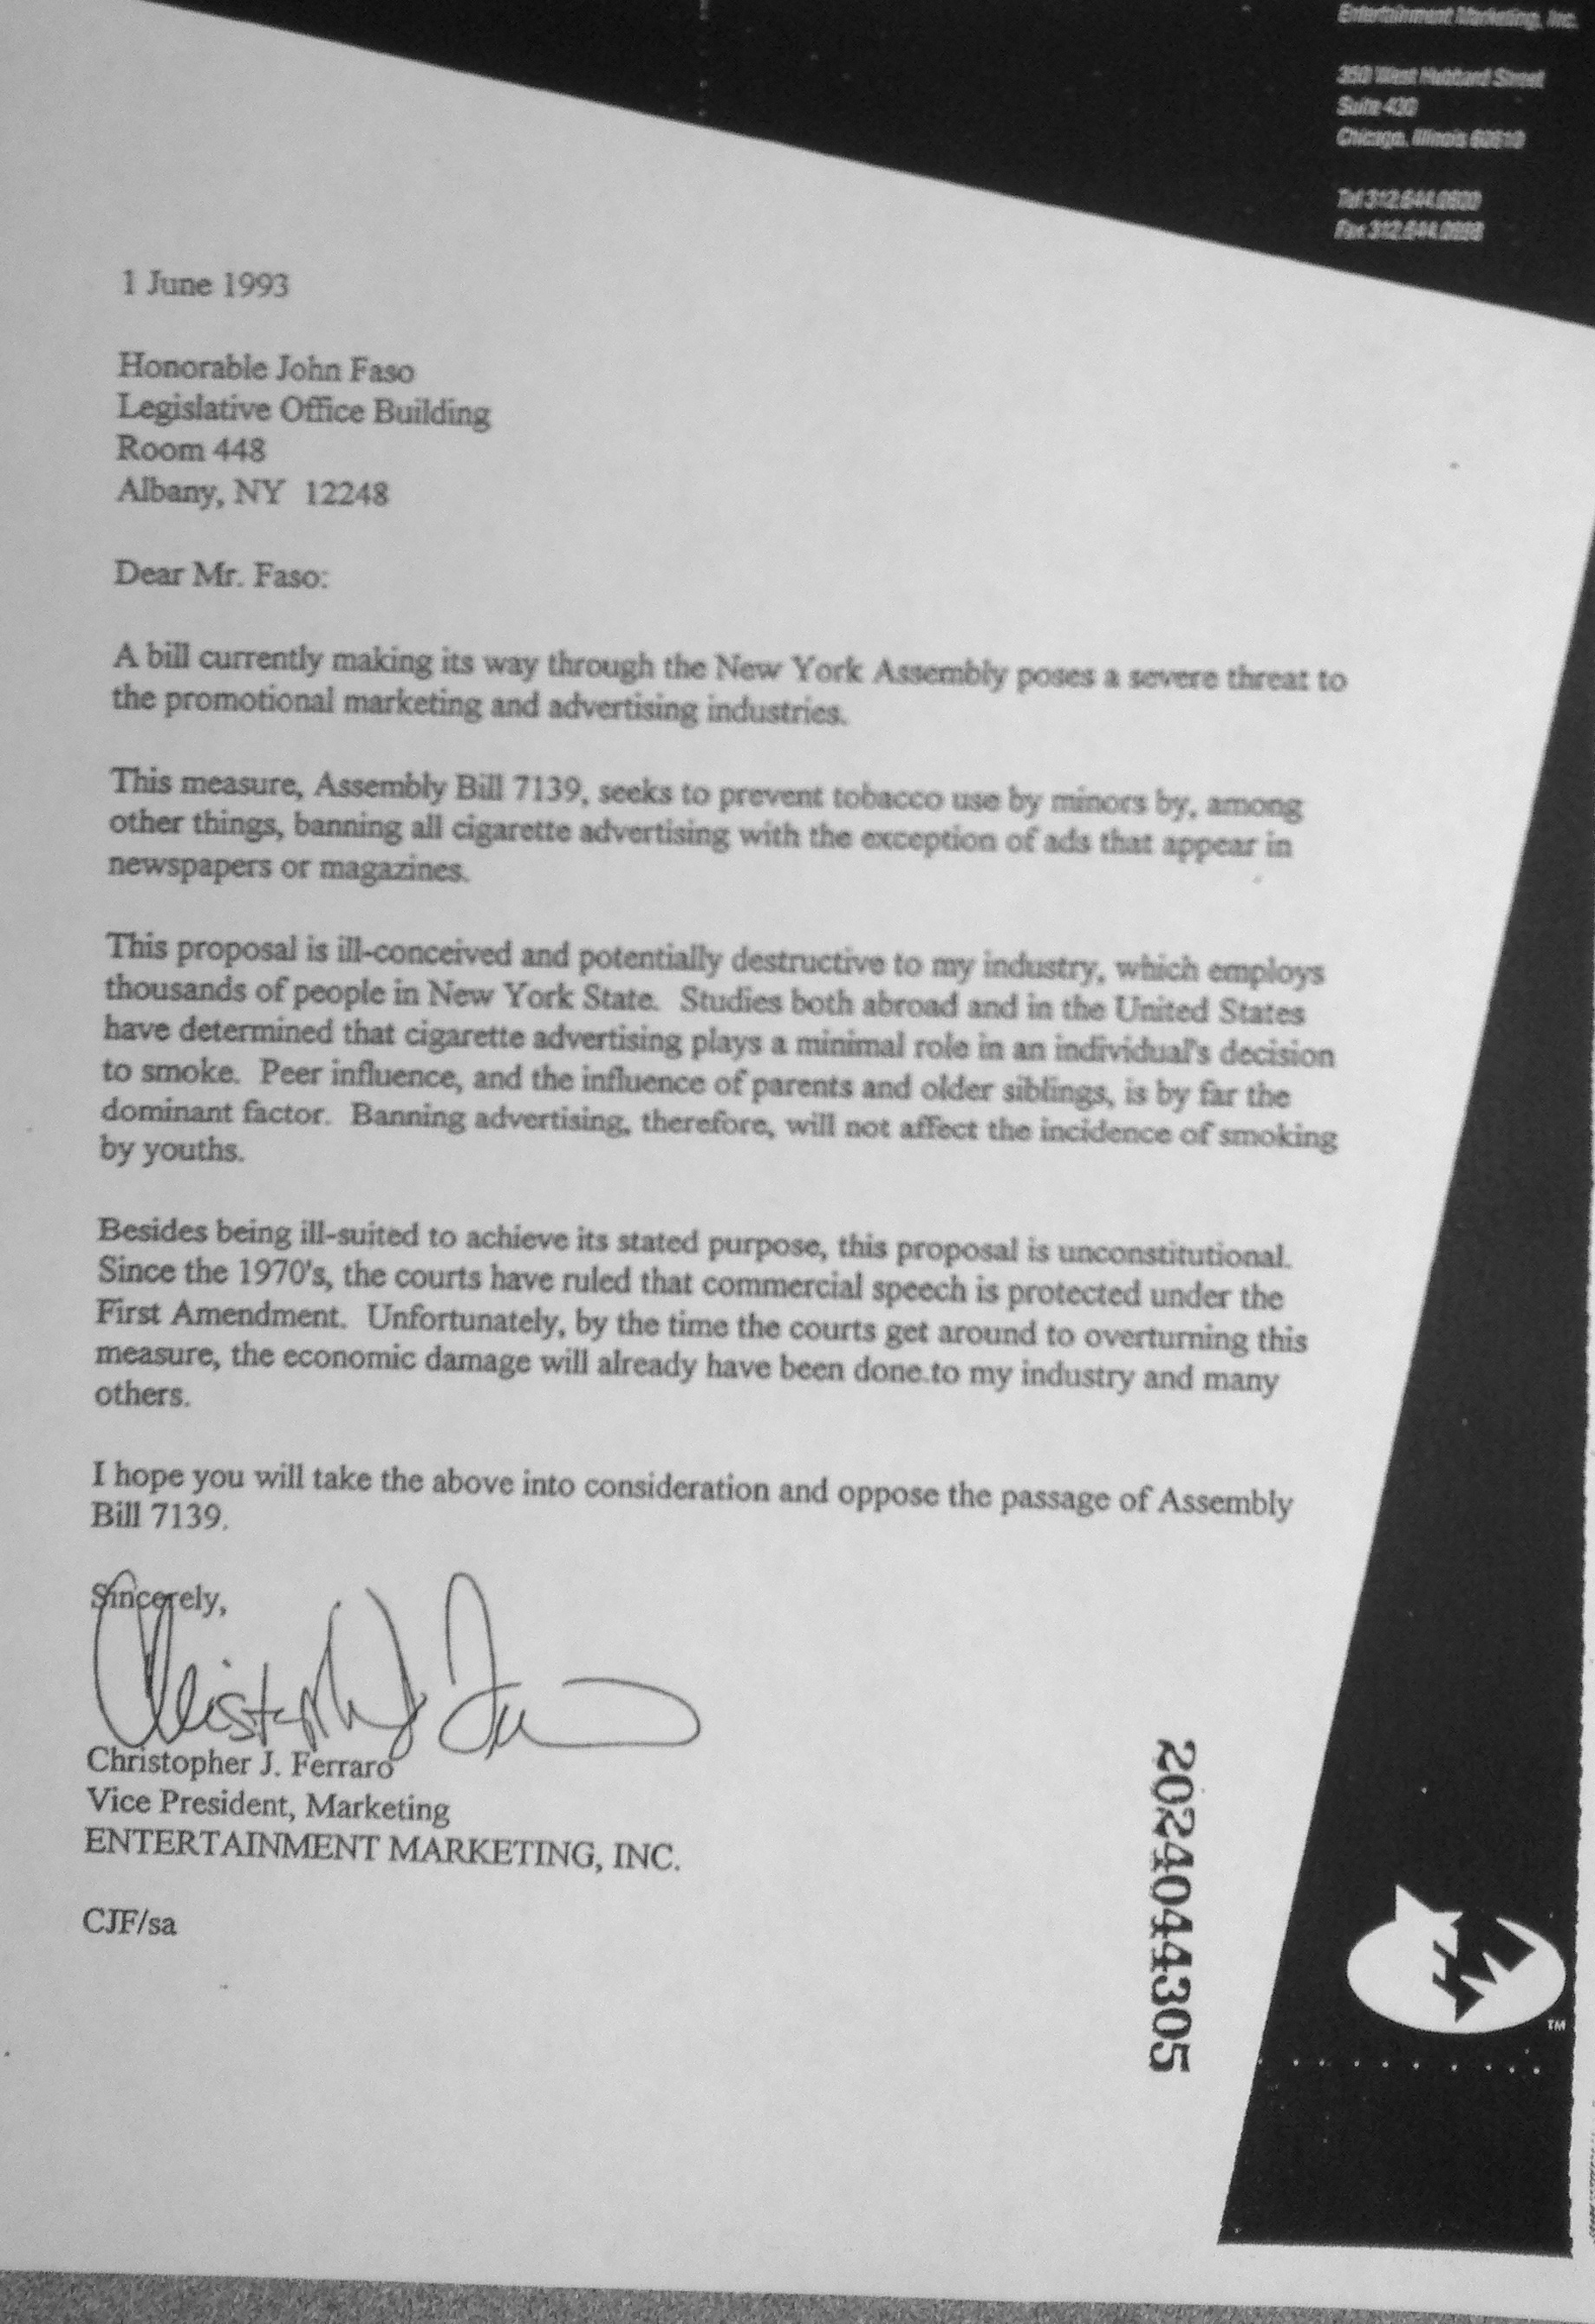 Entertainment Marketing, Inc.
350 West Hubbard Street
Suite 430
Chicago, Illinois 60610
Tel 312.644.0600
Fax 312.644.0698
1 June 1993
Honorable John Faso
Legislative Office Building
Room 448
Albany, NY 12248
Dear Mr. Faso:
A bill currently making its way through the New York Assembly poses a severe threat to
the promotional marketing and advertising industries.
This measure, Assembly Bill 7139, seeks to prevent tobacco use by minors by, among
other things, banning all cigarette advertising with the exception of ads that appear in
newspapers or magazines.
This proposal is ill-conceived and potentially destructive to my industry, which employs
thousands of people in New York State. Studies both abroad and in the United States
have determined that cigarette advertising plays a minimal role in an individual's decision
to smoke. Peer influence, and the influence of parents and older siblings, is by far the
dominant factor. Banning advertising, therefore, will not affect the incidence of smoking
by youths.
Besides being ill-suited to achieve its stated purpose, this proposal is unconstitutional.
Since the 1970's, the courts have ruled that commercial speech is protected under the
First Amendment. Unfortunately, by the time the courts get around to overturning this
measure, the economic damage will already have been done.to my industry and many
others.
I hope you will take the above into consideration and oppose the passage of Assembly
Bill 7139.
Sincerely,
Christopher J. Ferraro
Vice President, Marketing
ENTERTAINMENT MARKETING, INC.
CJF/sa
2024044305
EM
TM